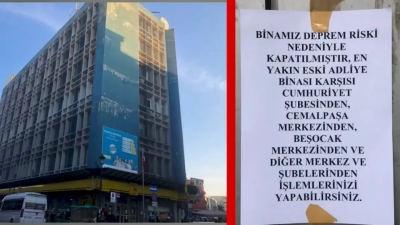 BİNAMIZ DEPREM RİSKİ
NEDENİYLE
KAPATILMIŞTIR, EN
YAKIN ESKİ ADLİYE
BİNASI KARŞISI
CUMHURİYET
ŞUBESİNDEN,
CEMALPAŞA
MERKEZİNDEN,
BEŞOCAK
MERKEZİNDEN VE
DİĞER MERKEZ VE
ŞUBELERİNDEN
İŞLEMLERİNİZİ
YAPABİLİRSİNİZ.